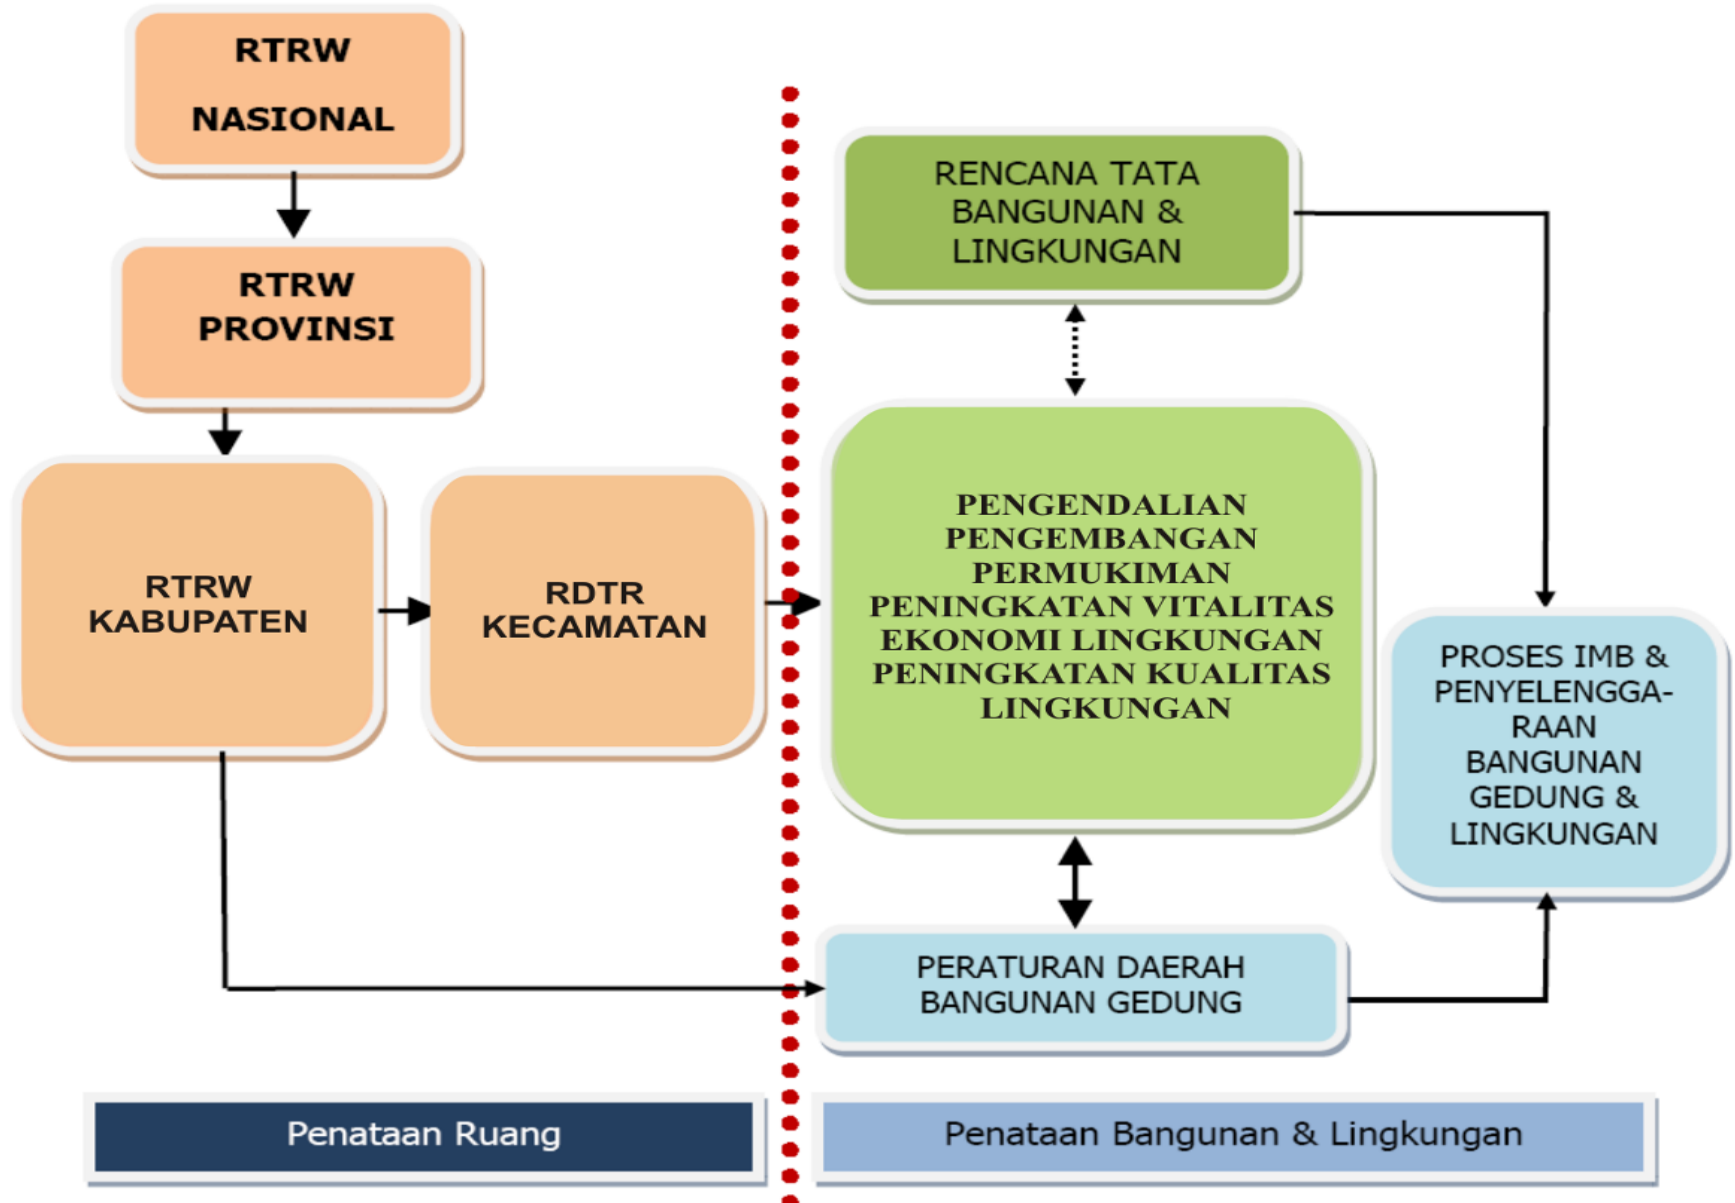 RTRW
NASIONAL
RTRW
PROVINSI
RTRW
KABUPATEN
RDTR
KECAMATAN
RENCANA TATA
BANGUNAN &
LINGKUNGAN
PENGENDALIAN
PENGEMBANGAN
PERMUKIMAN
PENINGKATAN VITALITAS
EKONOMI LINGKUNGAN
PENINGKATAN KUALITAS
LINGKUNGAN
PROSES IMB &
PENYELENGGA-
RAAN
BANGUNAN
GEDUNG &
LINGKUNGAN
PERATURAN DAERAH
BANGUNAN GEDUNG
Penataan Ruang
Penataan Bangunan & Lingkungan